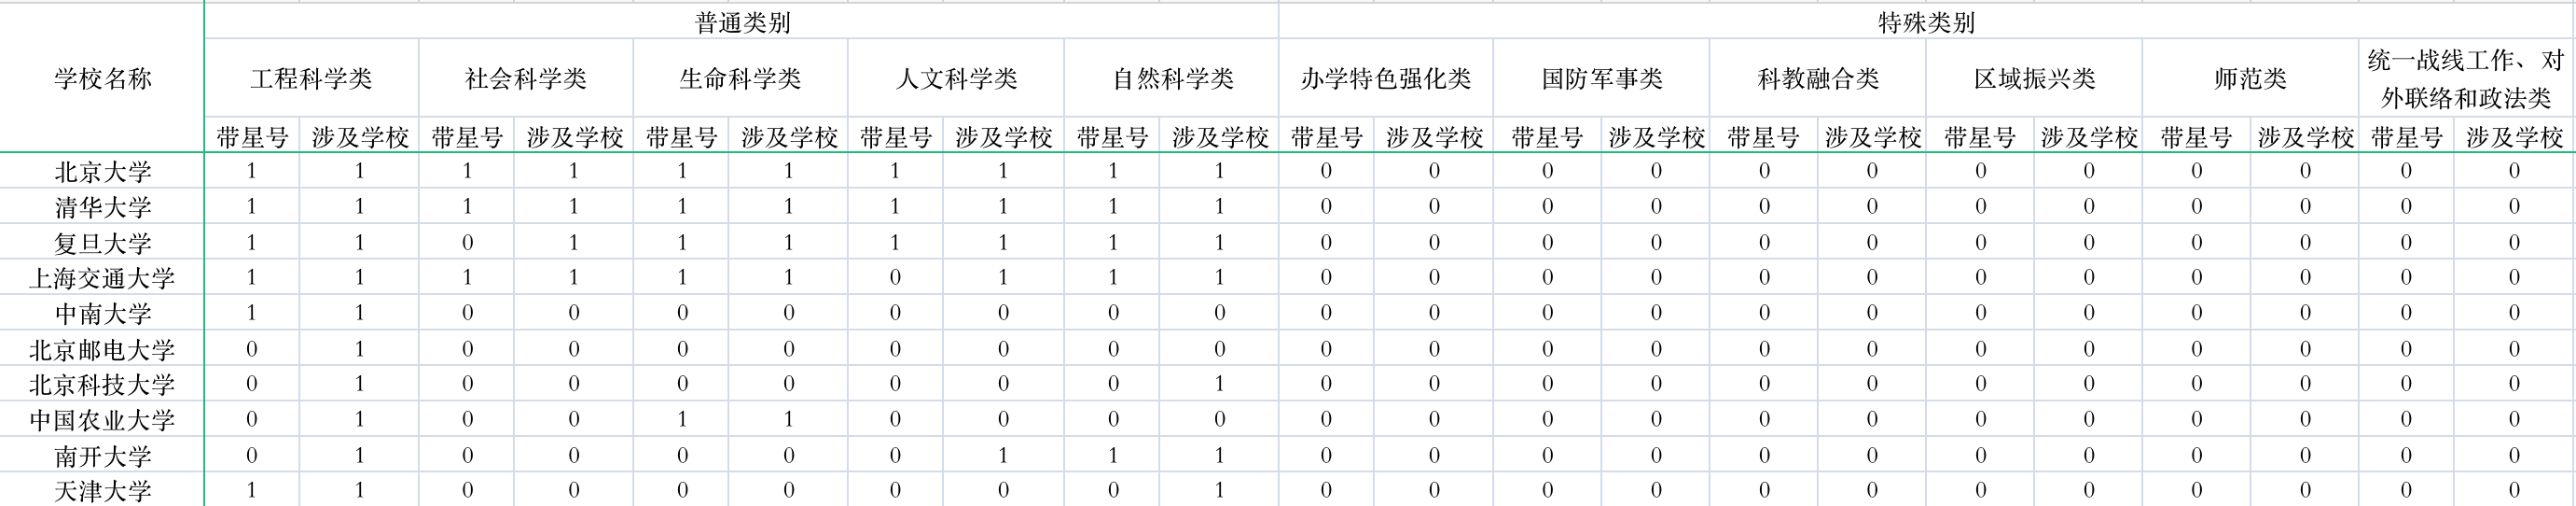 普通类别 特殊类别
学校名称 工程科学类 社会科学类 生命科学类 人文科学类 自然科学类 办学特色强化类 国防军事类 科教融合类 区域振兴类 师范类 统一战线工作、对
外联络和政法类
带星号 涉及学校 带星号 涉及学校 带星号 涉及学校 带星号 涉及学校 带星号 涉及学校 带星号 涉及学校 带星号 涉及学校 带星号 涉及学校 带星号 涉及学校 带星号 涉及学校 带星号 涉及学校
北京大学 1 1 1 1 1 1 1 1 1 1 0 0 0 0 0 0 0 0 0 0 0 0
清华大学 1 1 1 1 1 1 1 1 1 1 0 0 0 0 0 0 0 0 0 0 0 0
复旦大学 1 1 0 1 1 1 1 1 1 1 0 0 0 0 0 0 0 0 0 0 0 0
上海交通大学 1 1 1 1 1 1 0 1 1 1 0 0 0 0 0 0 0 0 0 0 0 0
中南大学 1 1 0 0 0 0 0 0 0 0 0 0 0 0 0 0 0 0 0 0 0 0
北京邮电大学 0 1 0 0 0 0 0 0 0 0 0 0 0 0 0 0 0 0 0 0 0 0
北京科技大学 0 1 0 0 0 0 0 0 0 1 0 0 0 0 0 0 0 0 0 0 0 0
中国农业大学 0 1 0 0 1 1 0 0 0 0 0 0 0 0 0 0 0 0 0 0 0 0
南开大学 0 1 0 0 0 0 0 1 1 1 0 0 0 0 0 0 0 0 0 0 0 0
天津大学 1 1 0 0 0 0 0 0 0 1 0 0 0 0 0 0 0 0 0 0 0 0